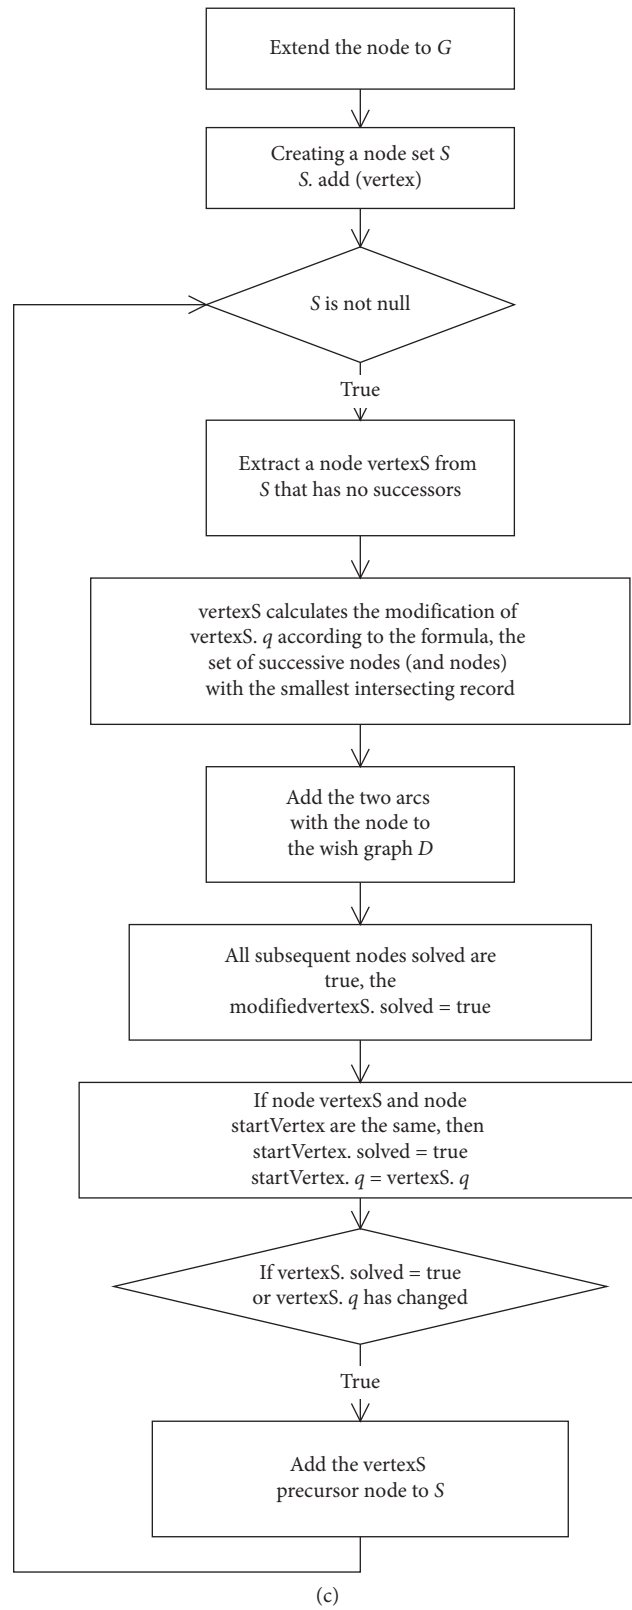 Extend the node to G
Creating a node set S
S. add (vertex)
S is not null
True
Extract a node vertexS from
S that has no successors
vertexS calculates the modification of
vertexS. q according to the formula, the
set of successive nodes (and nodes)
with the smallest intersecting record
Add the two arcs
with the node to
the wish graph D
All subsequent nodes solved are
true, the
modifiedvertexS. solved = true
If node vertexS and node
startVertex are the same, then
startVertex. solved = true
startVertex. q = vertexS. q
If vertexS. solved = true
or vertexS. q has changed
True
Add the vertexS
precursor node to S
(c)